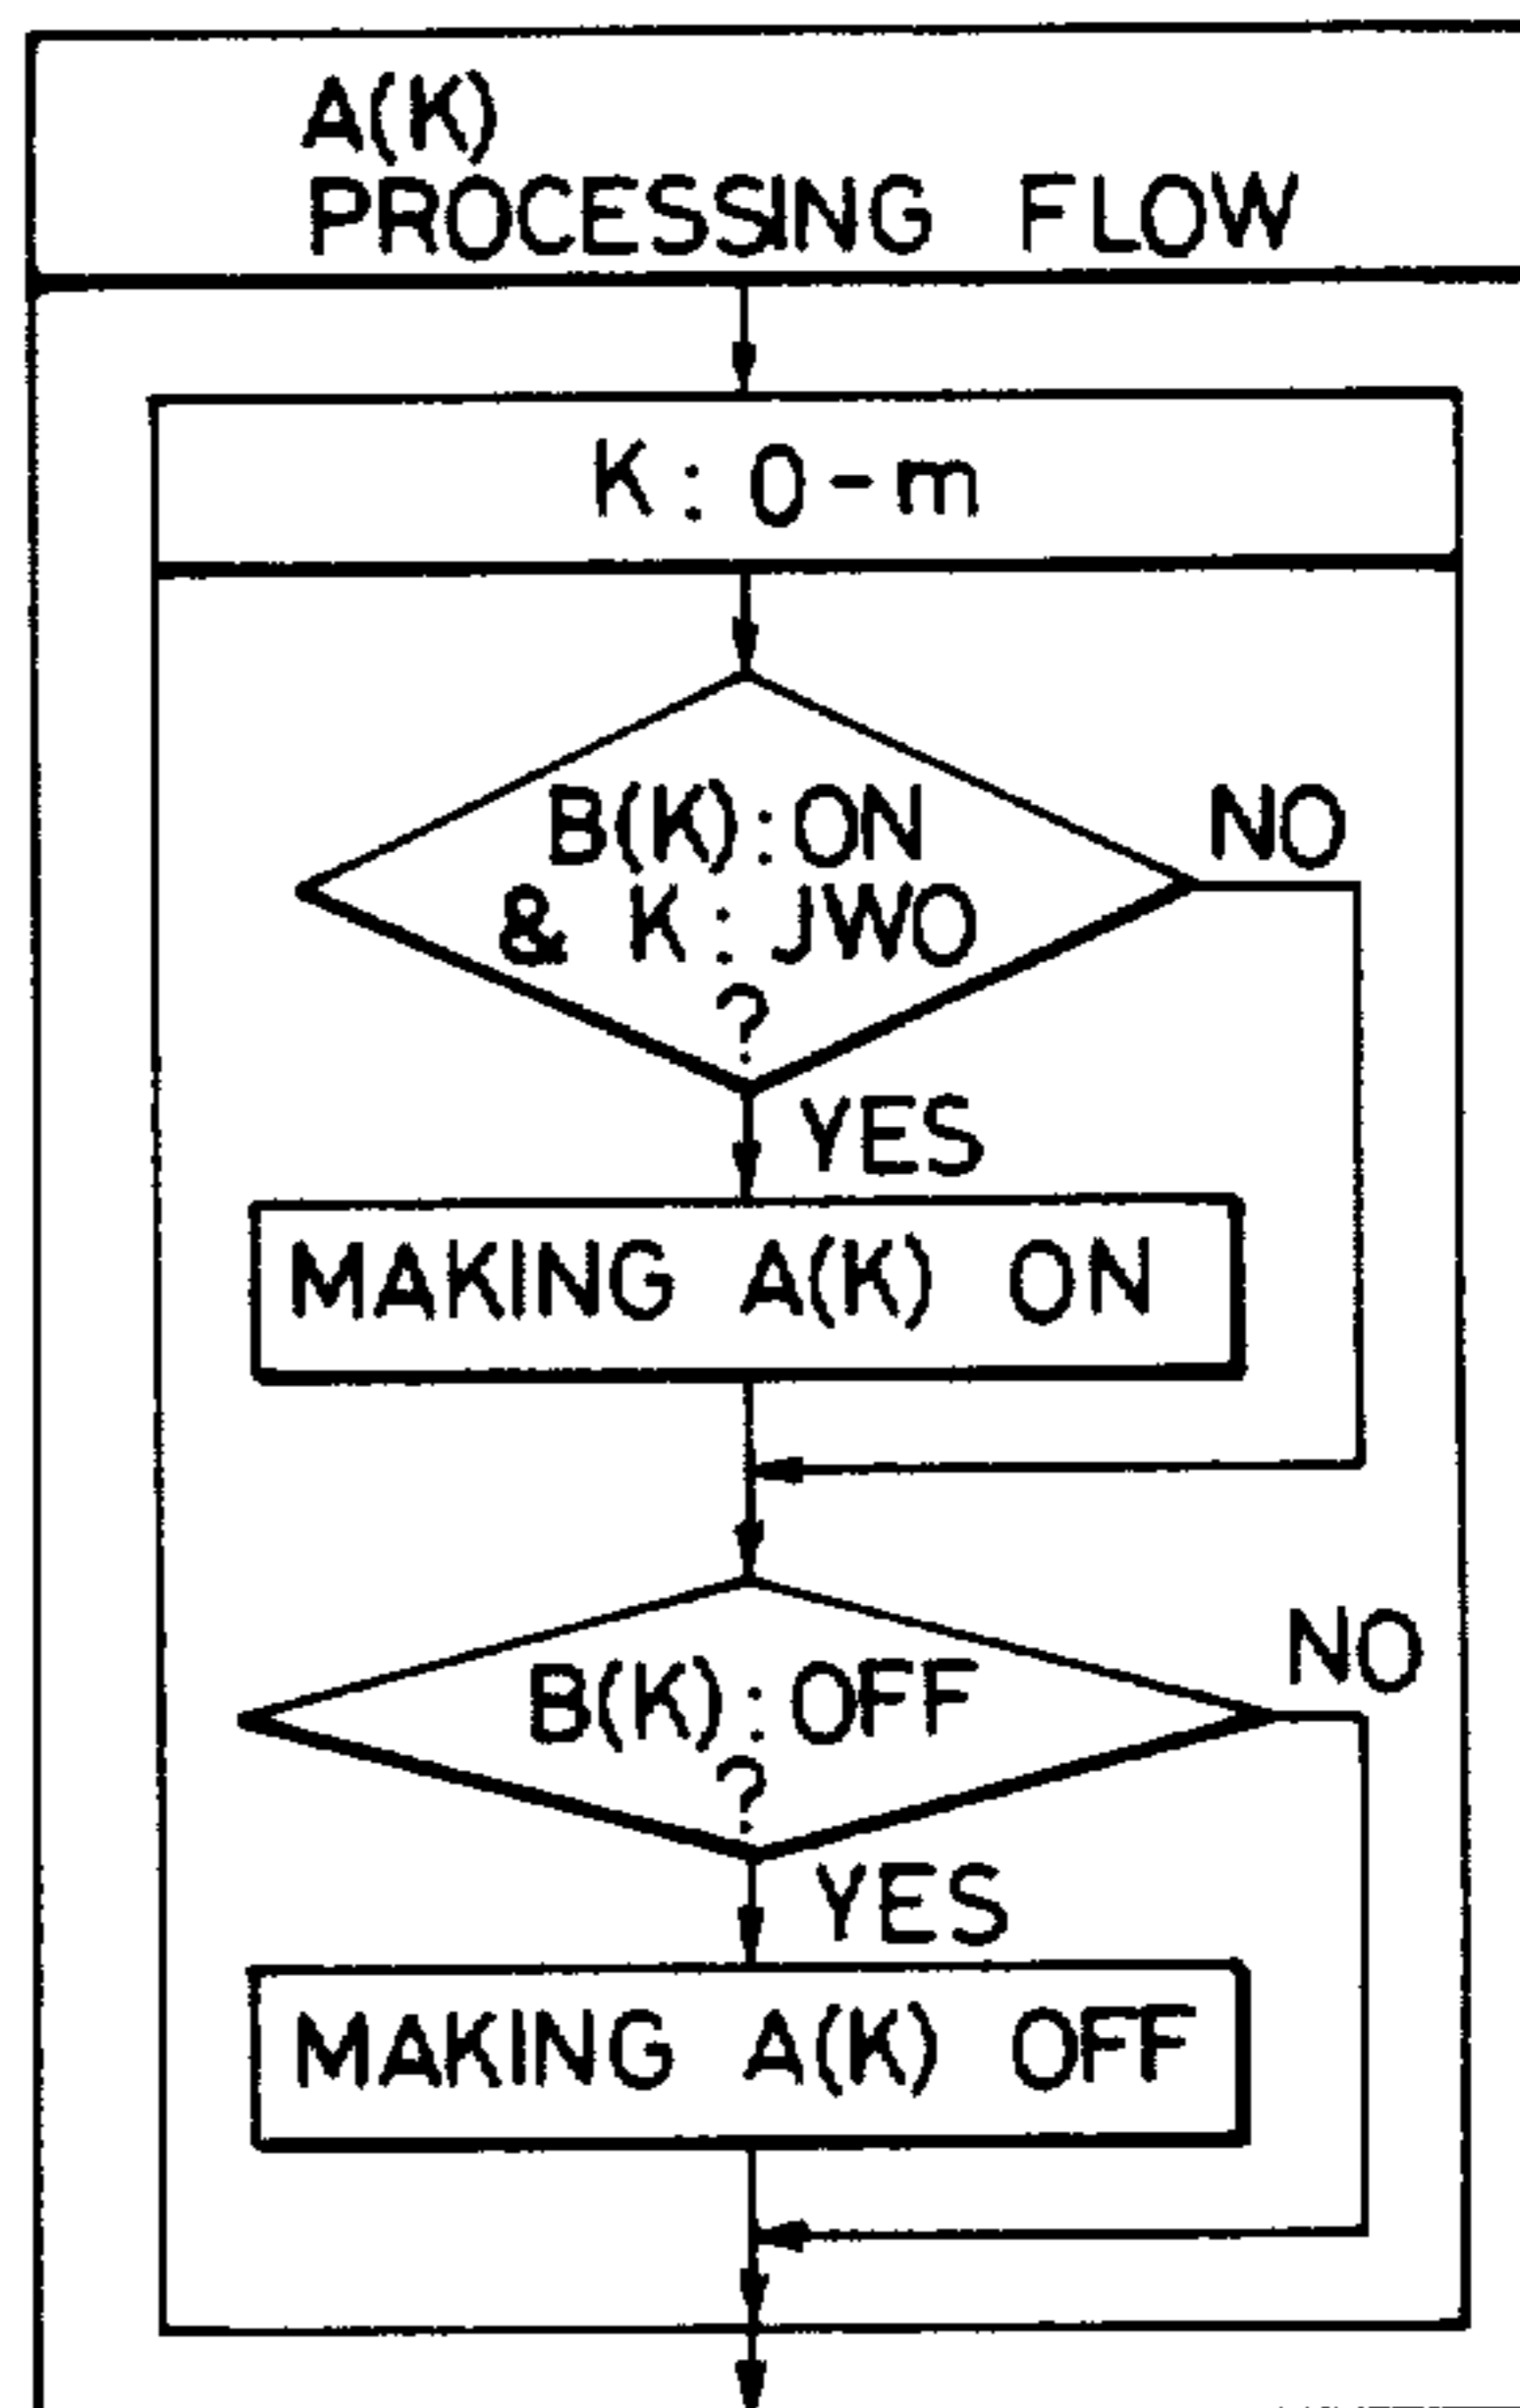 A(K)
PROCESSING FLOW
K: 0-m
B(K): ON
& K: JWO
?
NO
YES
MAKING A(K) ON
B(K): OFF
?
NO
YES
MAKING A(K) OFF